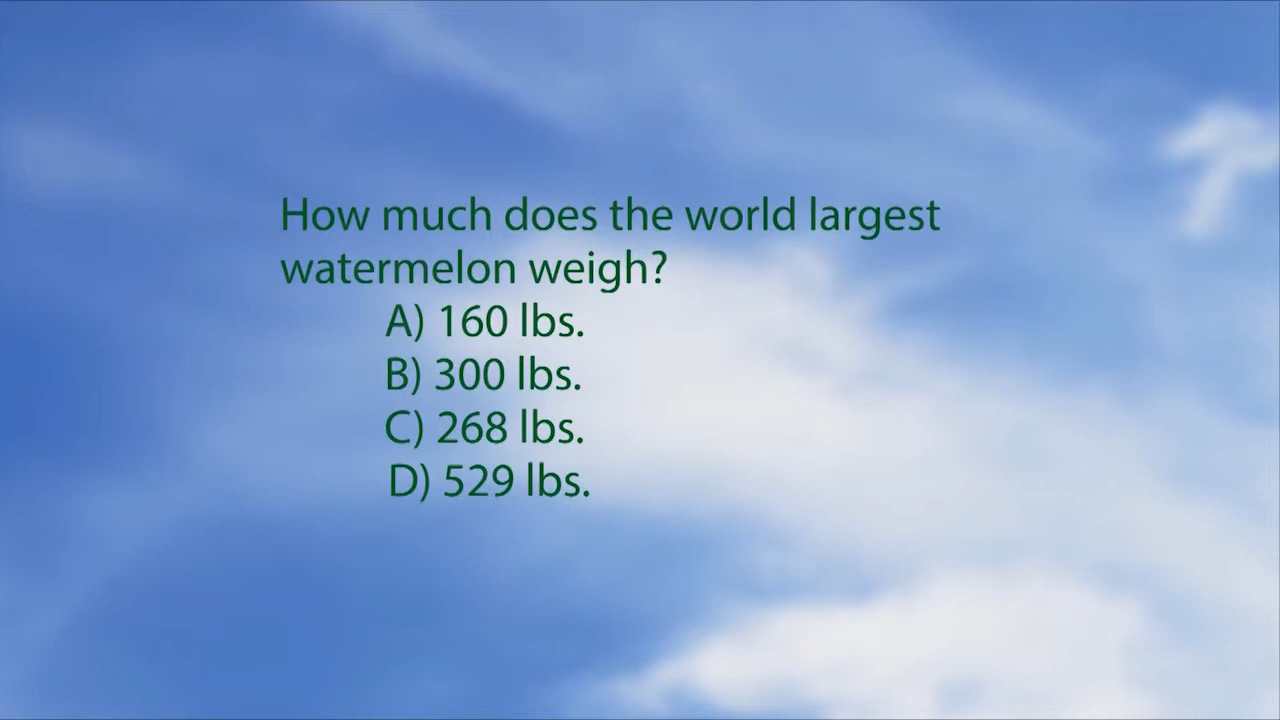 How much does the world largest
watermelon weigh?
A) 160 lbs.
B) 300 lbs.
C) 268 lbs.
D) 529 lbs.